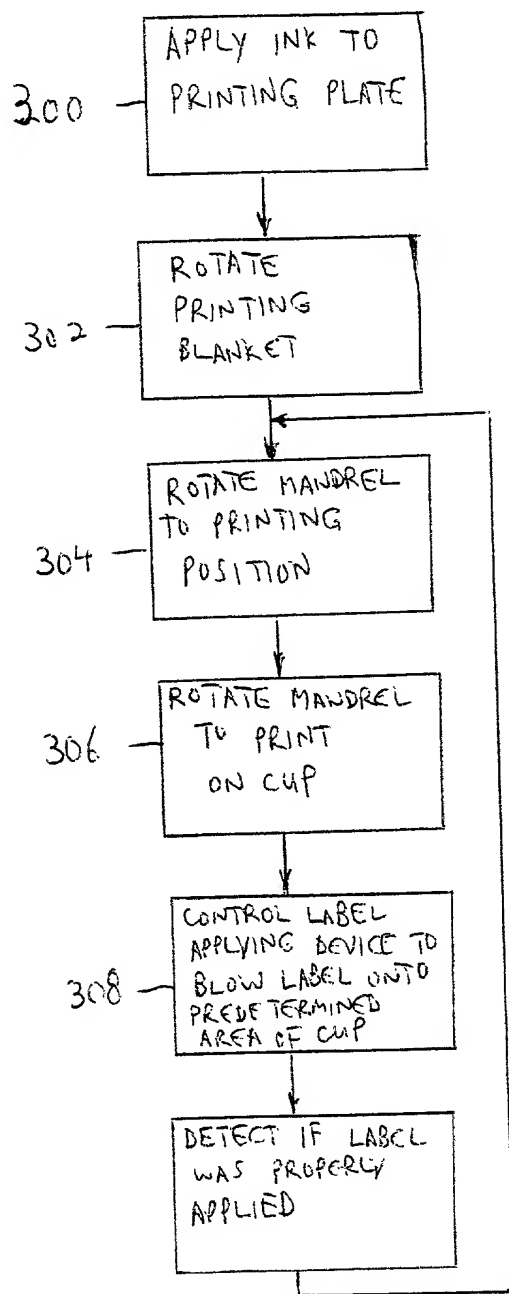 300
APPLY INK TO
PRINTING PLATE
302
ROTATE
PRINTING
BLANKET
304
ROTATE MANDREL
TO PRINTING
POSITION
306
ROTATE MANDREL
TO PRINT
ON CUP
308
CONTROL LABEL
APPLYING DEVICE TO
BLOW LABEL ONTO
PREDETERMINED
AREA OF CUP
DETECT IF LABEL
WAS PROPERLY
APPLIED